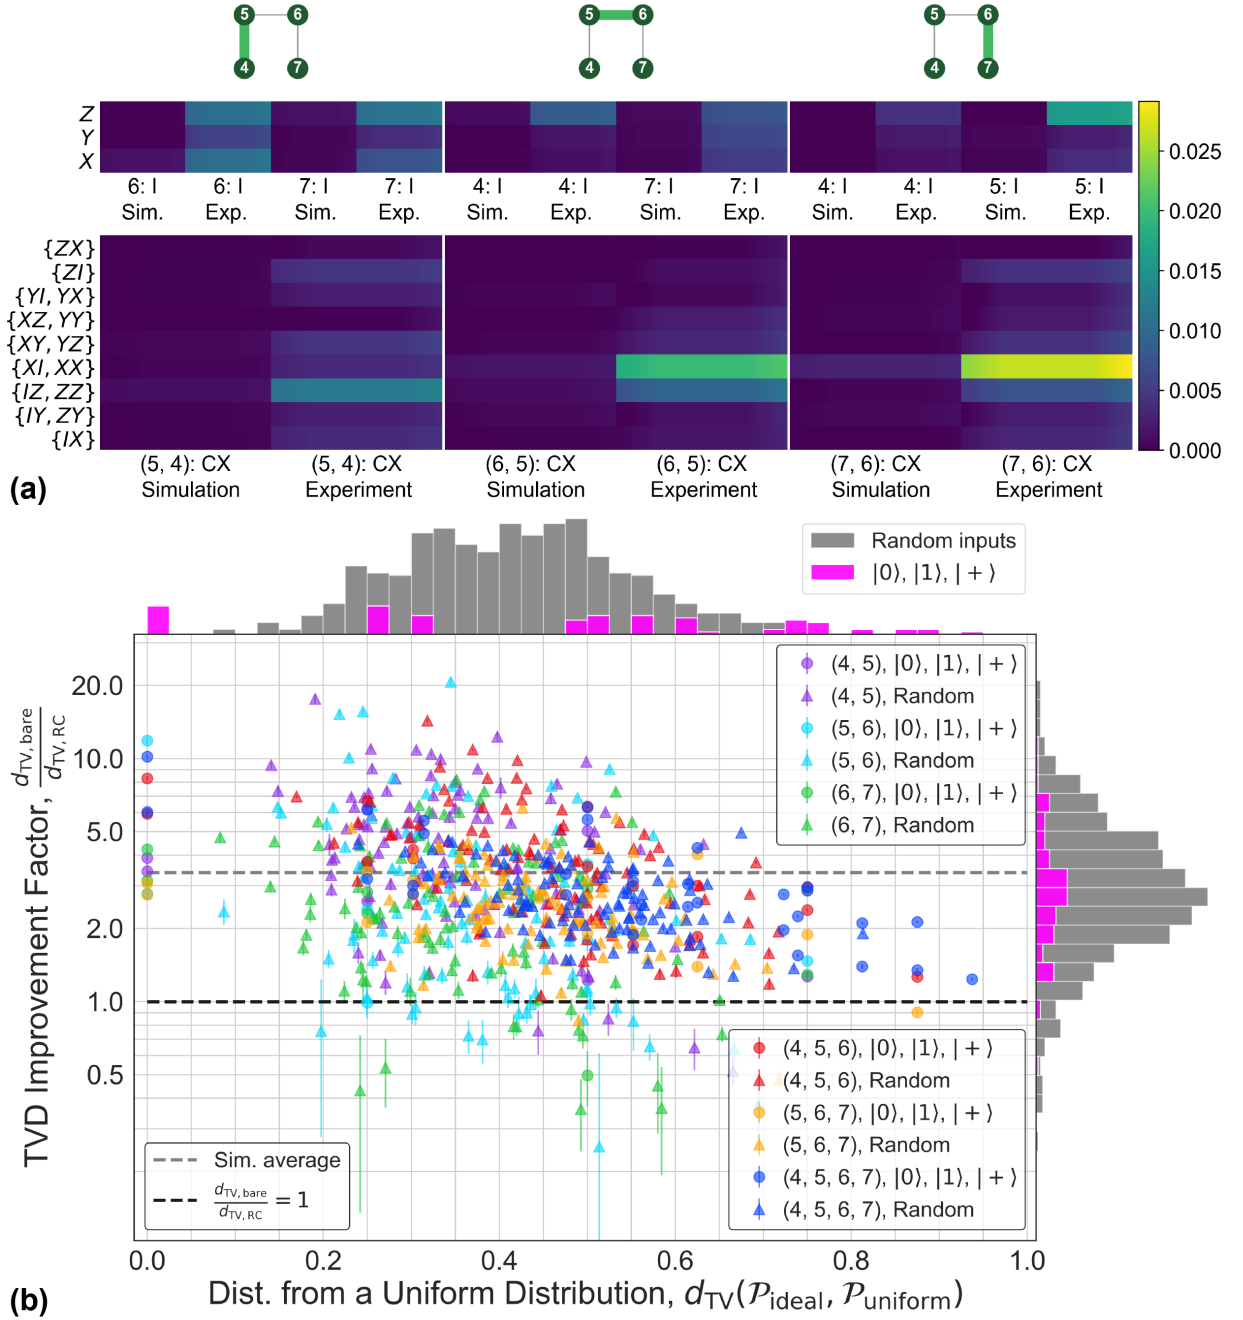 5 6 5 6 5 6
4 7 4 7 4 7
Z
Y
X
6: I 6: I 7: I 7: I 4: I 4: I 7: I 7: I 4: I 4: I 5: I 5: I
Sim. Exp. Sim. Exp. Sim. Exp. Sim. Exp. Sim. Exp. Sim. Exp.
{ZX}
{ZI}
{YI, YX}
{XZ, YY}
{XY, YZ}
{XI, XX}
{IZ, ZZ}
{IY, ZY}
{IX}
0.025
0.020
0.015
0.010
0.005
0.000
(5, 4): CX (5, 4): CX (6, 5): CX (6, 5): CX (7, 6): CX (7, 6): CX
Simulation Experiment Simulation Experiment Simulation Experiment
(a)
Random inputs
|0⟩, |1⟩, |+⟩
(4, 5), |0⟩, |1⟩, |+⟩
(4, 5), Random
(5, 6), |0⟩, |1⟩, |+⟩
(5, 6), Random
(6, 7), |0⟩, |1⟩, |+⟩
(6, 7), Random
20.0
10.0
5.0
2.0
1.0
0.5
TVD Improvement Factor, d_TV, bare / d_TV, RC
(4, 5, 6), |0⟩, |1⟩, |+⟩
(4, 5, 6), Random
(5, 6, 7), |0⟩, |1⟩, |+⟩
(5, 6, 7), Random
(4, 5, 6, 7), |0⟩, |1⟩, |+⟩
(4, 5, 6, 7), Random
Sim. average
d_TV, bare / d_TV, RC = 1
0.0 0.2 0.4 0.6 0.8 1.0
Dist. from a Uniform Distribution, d_TV(𝒫_ideal, 𝒫_uniform)
(b)